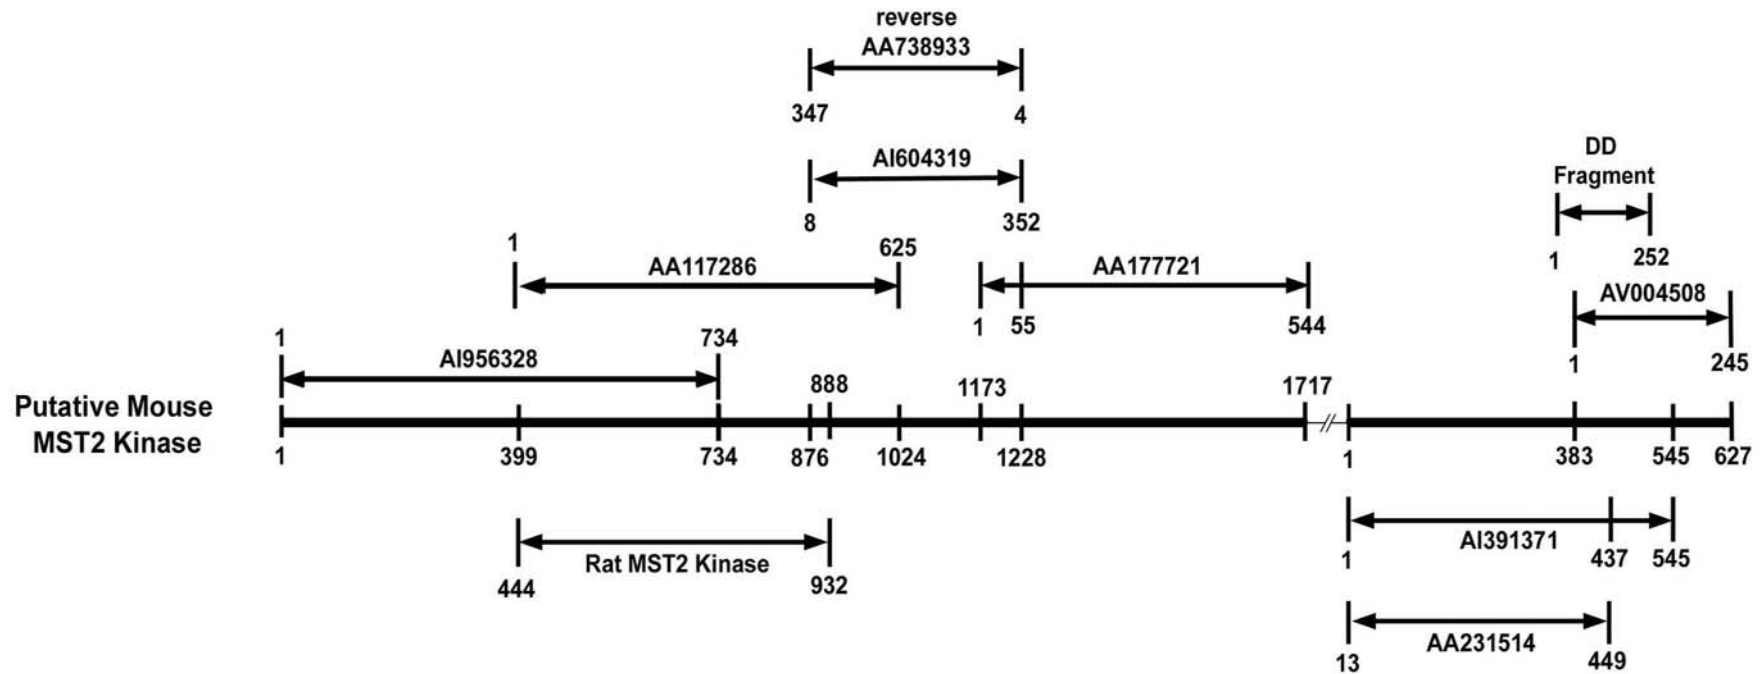 reverse
AA738933
347 4
AI604319
8 352
DD
Fragment
1 252
1 625
AA117286
AA177721
1 55 544
AV004508
1 245
1 734
AI956328
888 1173 1717
Putative Mouse
MST2 Kinase
1 399 734 876 1024 1228 1 383 545 627
Rat MST2 Kinase
444 932
AI391371
1 437 545
AA231514
13 449